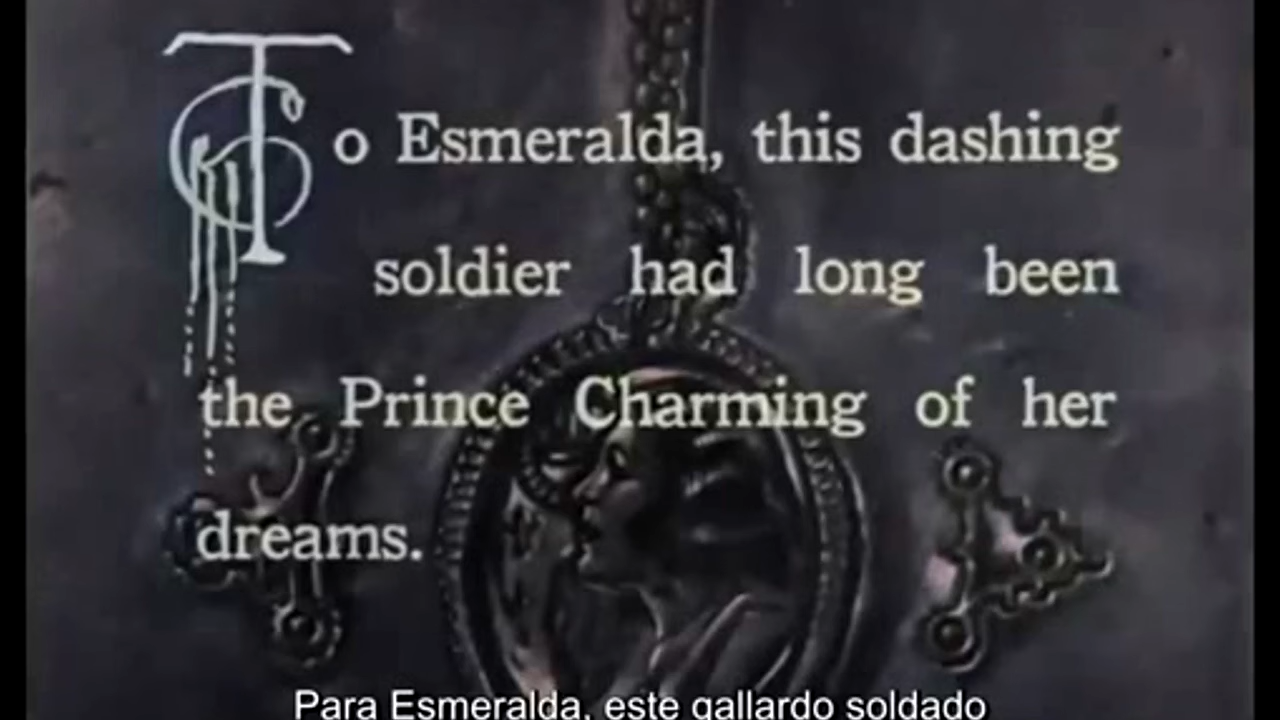 To Esmeralda, this dashing
soldier had long been
the Prince Charming of her
dreams.
Para Esmeralda, este gallardo soldado